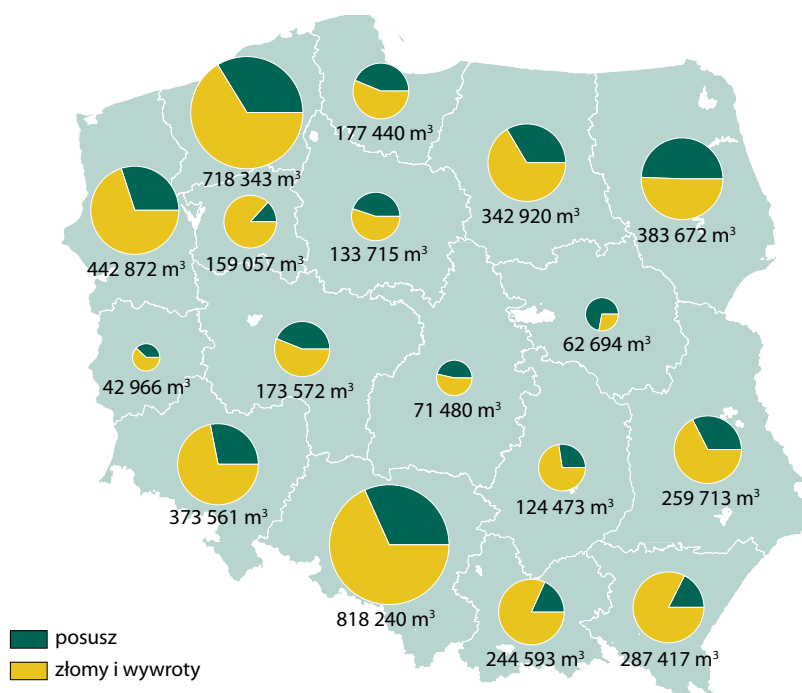 177 440 m³
718 343 m³
342 920 m³
383 672 m³
442 872 m³
159 057 m³
133 715 m³
62 694 m³
42 966 m³
173 572 m³
71 480 m³
373 561 m³
124 473 m³
259 713 m³
818 240 m³
244 593 m³
287 417 m³
posusz
złomy i wywroty